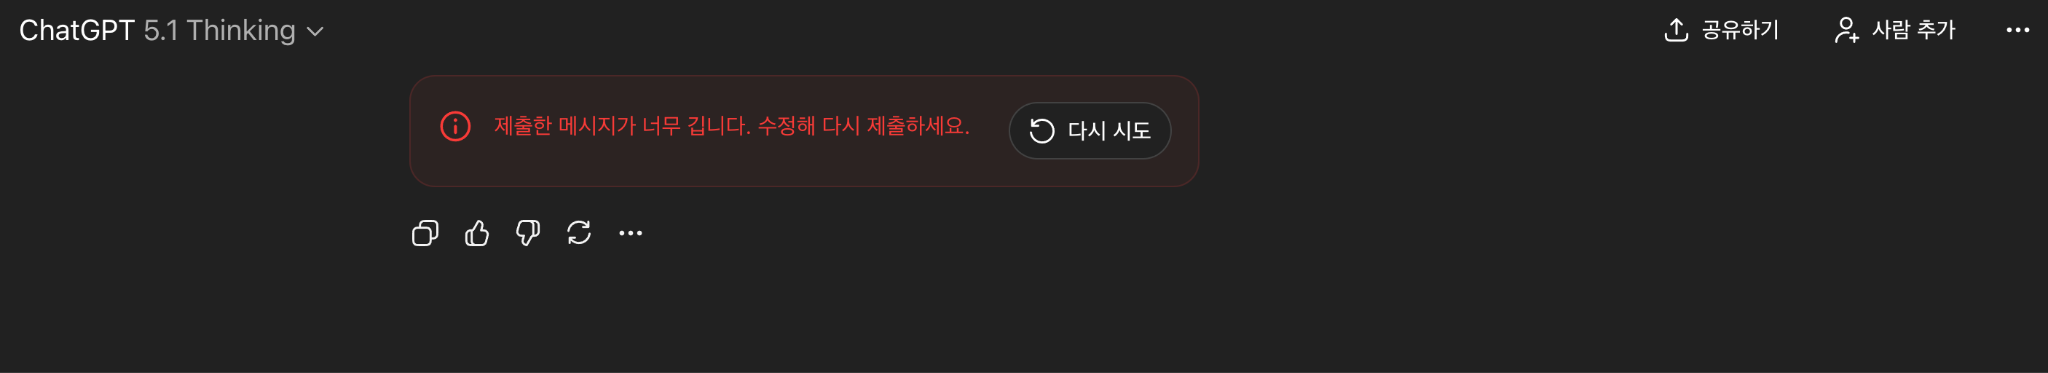 ChatGPT 5.1 Thinking
공유하기
사람 추가
제출한 메시지가 너무 깁니다. 수정해 다시 제출하세요.
다시 시도